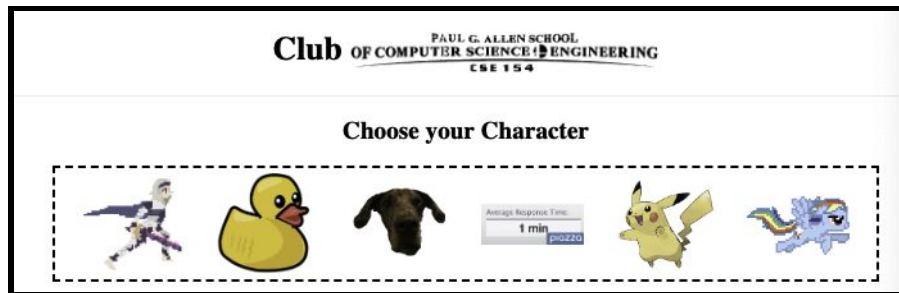 Club
PAUL G. ALLEN SCHOOL
OF COMPUTER SCIENCE & ENGINEERING
CSE 154
Choose your Character
Average Response Time:
1 min
piazza